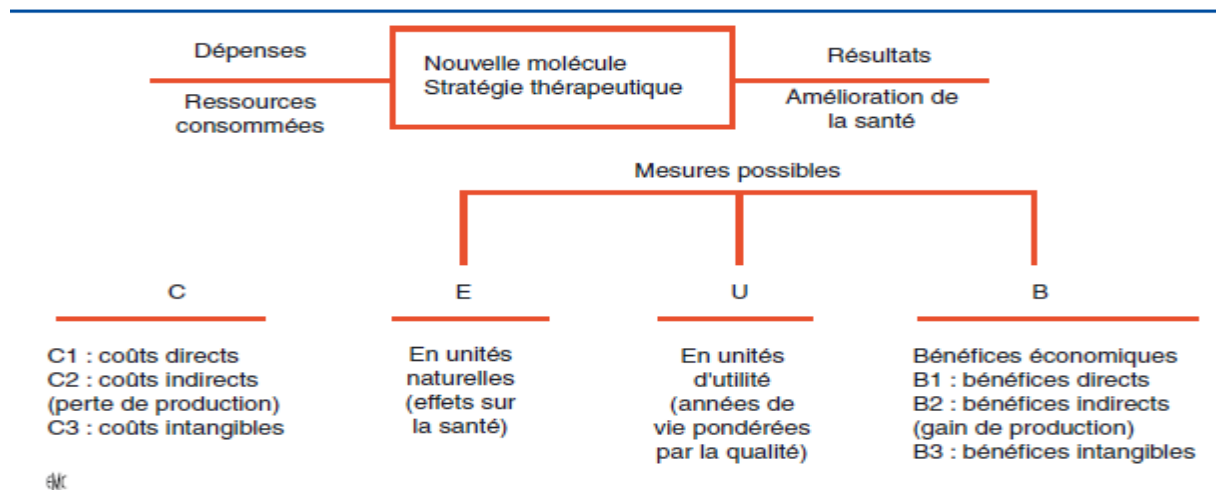 Dépenses
Ressources
consommées
Nouvelle molécule
Stratégie thérapeutique
Résultats
Amélioration de
la santé
Mesures possibles
C
C1 : coûts directs
C2 : coûts indirects
(perte de production)
C3 : coûts intangibles
E
En unités
naturelles
(effets sur
la santé)
U
En unités
d'utilité
(années de
vie pondérées
par la qualité)
B
Bénéfices économiques
B1 : bénéfices directs
B2 : bénéfices indirects
(gain de production)
B3 : bénéfices intangibles
EMC